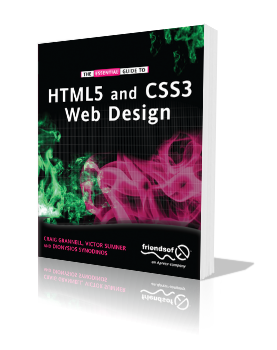 THE ESSENTIAL GUIDE TO
HTML5 and CSS3
Web Design
CRAIG GRANNELL, VICTOR SUMNER
AND DIONYSIOS SYNODINOS
friendsof
an Apress company